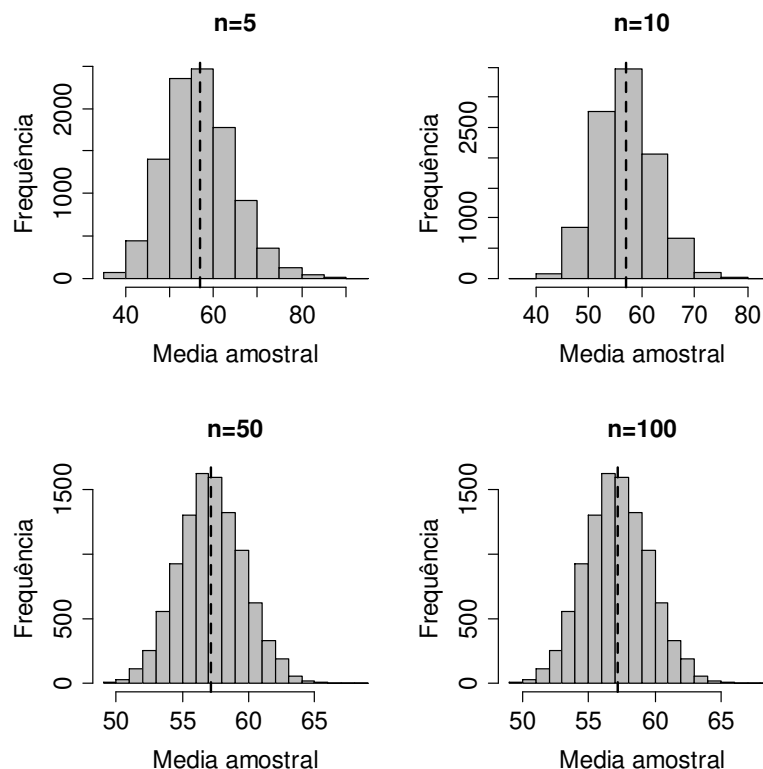 n=5
Frequência
0 1000 2000
40 60 80
Media amostral
n=10
Frequência
0 1000 2500
40 50 60 70 80
Media amostral
n=50
Frequência
0 500 1500
50 55 60 65
Media amostral
n=100
Frequência
0 500 1500
50 55 60 65
Media amostral